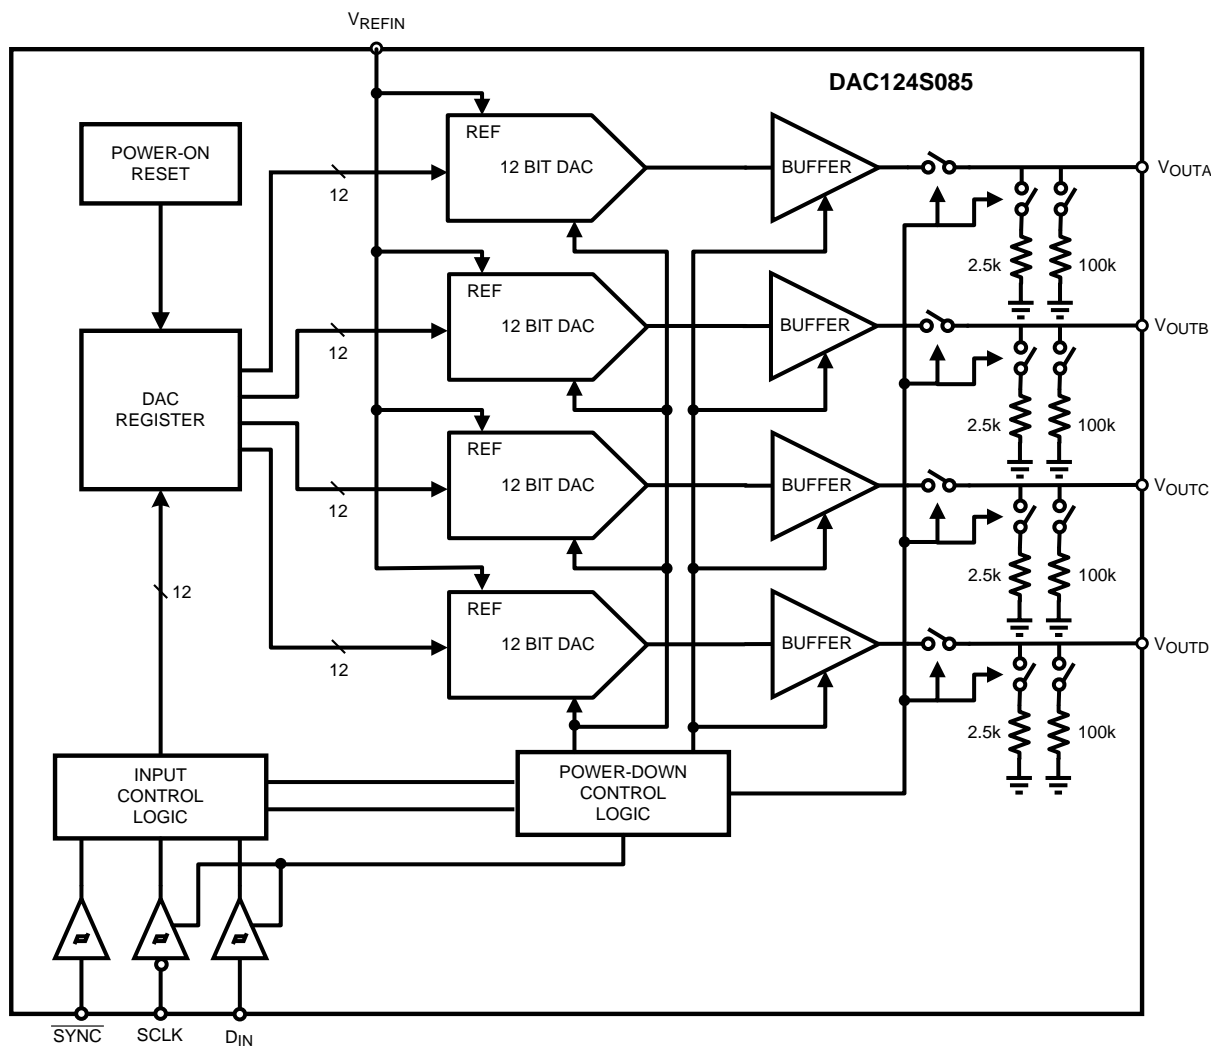 VREFIN
DAC124S085
POWER-ON
RESET
REF
12 BIT DAC
BUFFER
VOUTA
12
2.5k
100k
REF
12 BIT DAC
BUFFER
VOUTB
12
2.5k
100k
DAC
REGISTER
REF
12 BIT DAC
BUFFER
VOUTC
12
2.5k
100k
12
REF
12 BIT DAC
BUFFER
VOUTD
12
2.5k
100k
INPUT
CONTROL
LOGIC
POWER-DOWN
CONTROL
LOGIC
SYNC
SCLK
DIN